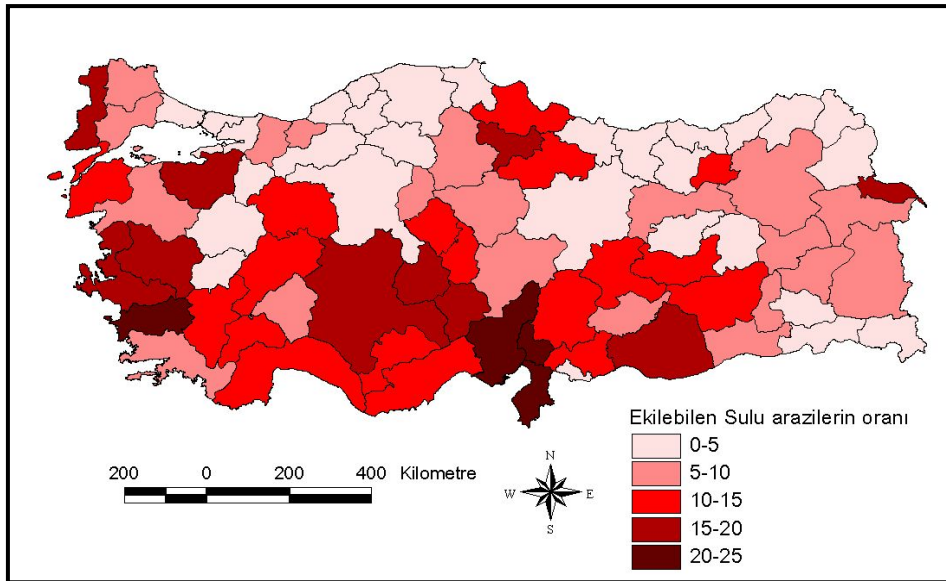 Ekilebilen Sulu arazilerin oranı
0-5
5-10
10-15
15-20
20-25
200 0 200 400 Kilometre
N
W E
S